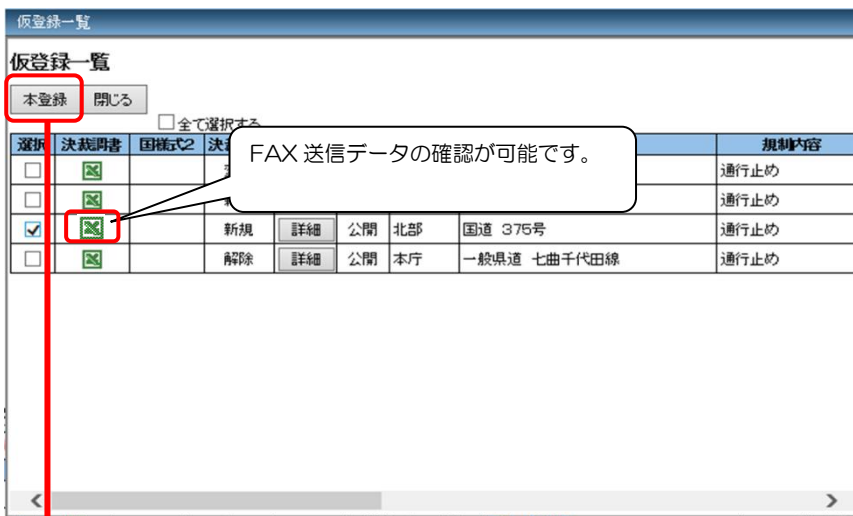 仮登録一覧
仮登録一覧
本登録 閉じる
全て選択する
選択 決裁調書 国様式2 規制内容
FAX 送信データの確認が可能です。
通行止め
通行止め
新規 詳細 公開 北部 国道 375号 通行止め
解除 詳細 公開 本庁 一般県道 七曲千代田線 通行止め